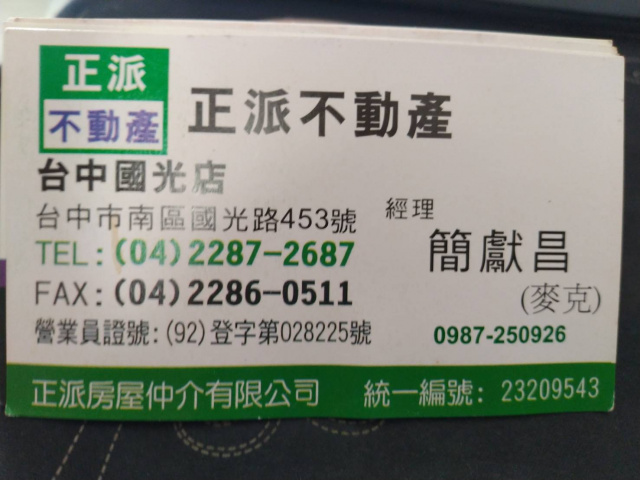 正派
不動產
正派不動產
台中國光店
台中市南區國光路453號
TEL:(04)2287-2687
FAX:(04)2286-0511
營業員證號:(92)登字第028225號
經理
簡獻昌
(麥克)
0987-250926
正派房屋仲介有限公司 統一編號: 23209543